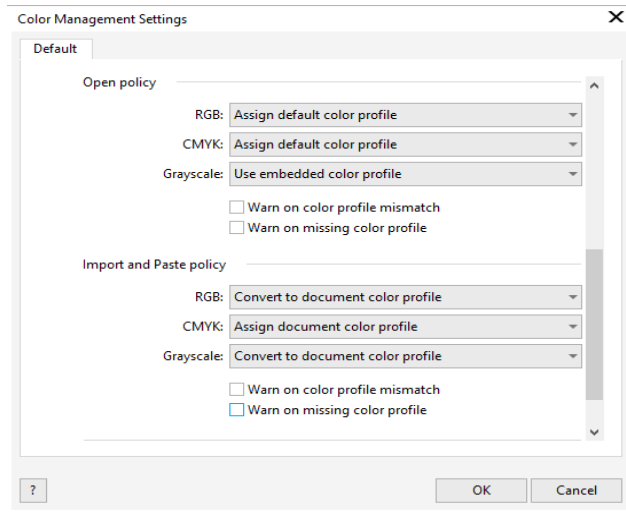 Color Management Settings
Default
Open policy
RGB: Assign default color profile
CMYK: Assign default color profile
Grayscale: Use embedded color profile
Warn on color profile mismatch
Warn on missing color profile
Import and Paste policy
RGB: Convert to document color profile
CMYK: Assign document color profile
Grayscale: Convert to document color profile
Warn on color profile mismatch
Warn on missing color profile
? OK Cancel